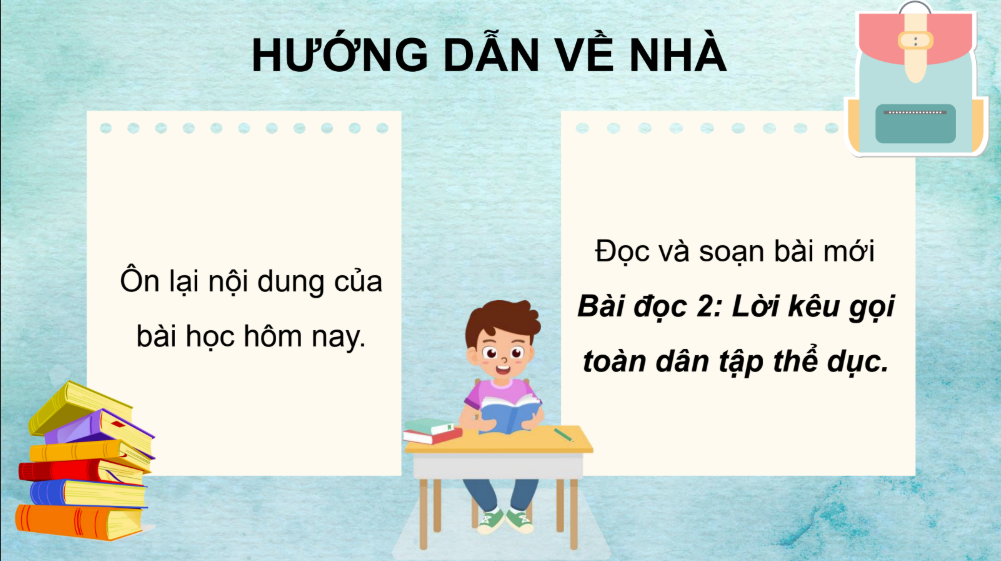 HƯỚNG DẪN VỀ NHÀ
Ôn lại nội dung của
bài học hôm nay.
Đọc và soạn bài mới
Bài đọc 2: Lời kêu gọi
toàn dân tập thể dục.